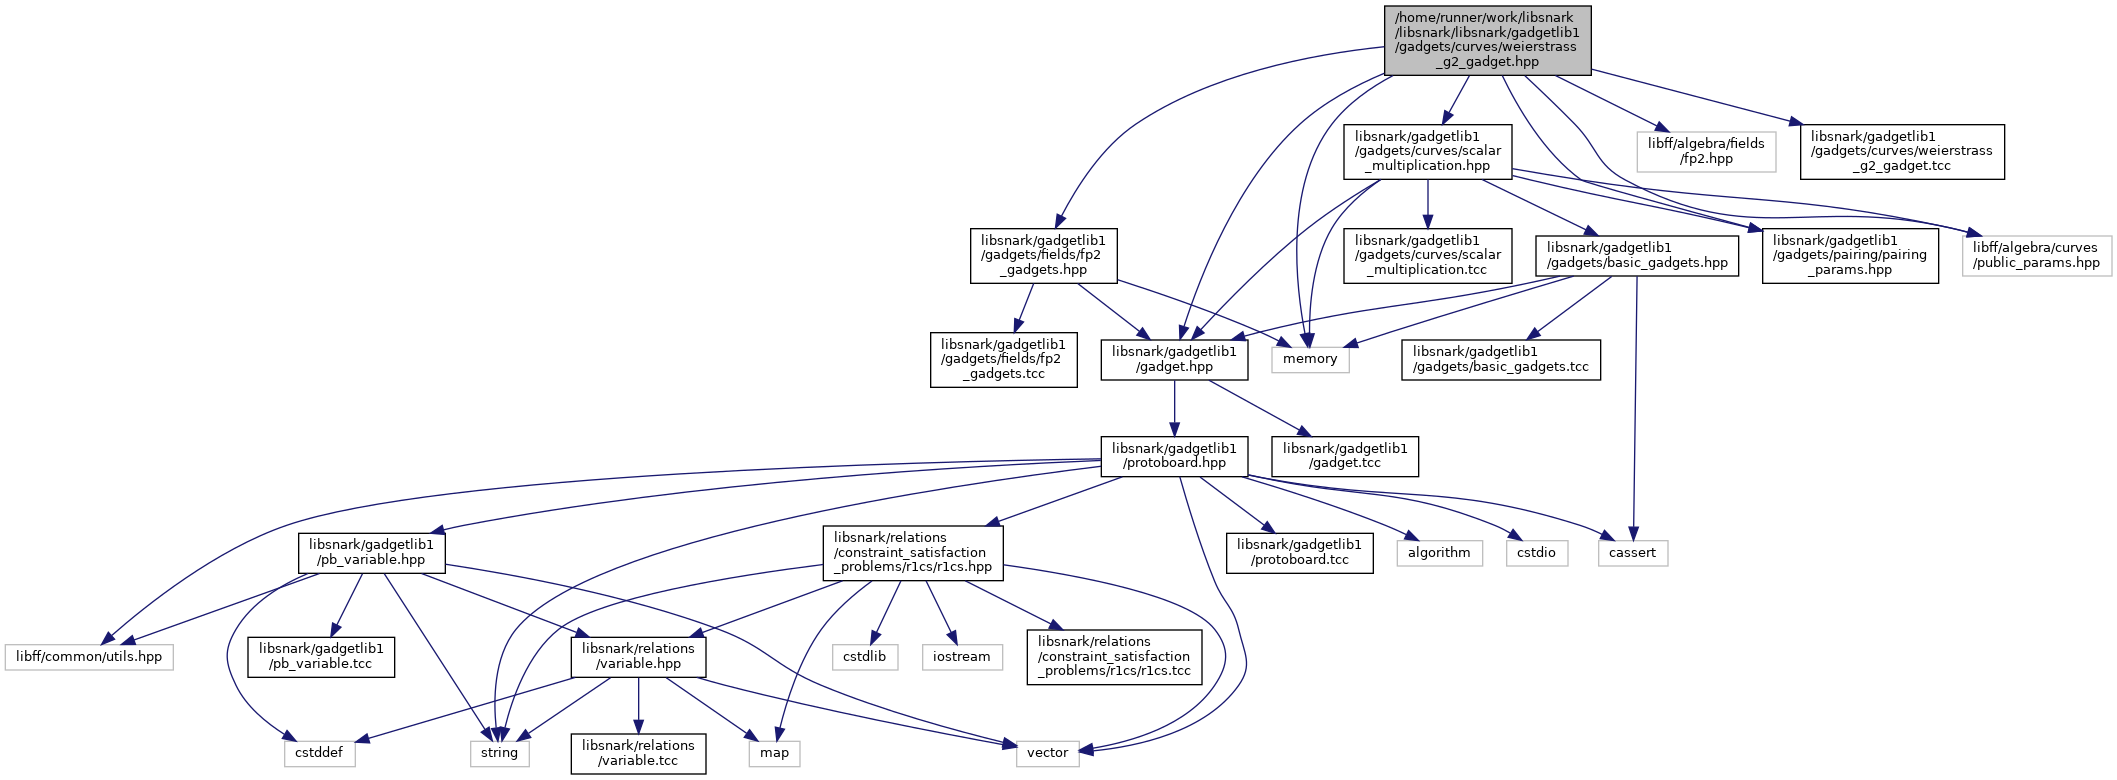 /home/runner/work/libsnark
/libsnark/libsnark/gadgetlib1
/gadgets/curves/weierstrass
_g2_gadget.hpp
libsnark/gadgetlib1
/gadgets/curves/scalar
_multiplication.hpp
libff/algebra/fields
/fp2.hpp
libsnark/gadgetlib1
/gadgets/curves/weierstrass
_g2_gadget.tcc
libsnark/gadgetlib1
/gadgets/fields/fp2
_gadgets.hpp
libsnark/gadgetlib1
/gadgets/curves/scalar
_multiplication.tcc
libsnark/gadgetlib1
/gadgets/basic_gadgets.hpp
libsnark/gadgetlib1
/gadgets/pairing/pairing
_params.hpp
libff/algebra/curves
/public_params.hpp
libsnark/gadgetlib1
/gadgets/fields/fp2
_gadgets.tcc
libsnark/gadgetlib1
/gadget.hpp
memory
libsnark/gadgetlib1
/gadgets/basic_gadgets.tcc
libsnark/gadgetlib1
/protoboard.hpp
libsnark/gadgetlib1
/gadget.tcc
libsnark/gadgetlib1
/pb_variable.hpp
libsnark/relations
/constraint_satisfaction
_problems/r1cs/r1cs.hpp
libsnark/gadgetlib1
/protoboard.tcc
algorithm
cstdio
cassert
libff/common/utils.hpp
libsnark/gadgetlib1
/pb_variable.tcc
libsnark/relations
/variable.hpp
cstdlib
iostream
libsnark/relations
/constraint_satisfaction
_problems/r1cs/r1cs.tcc
cstddef
string
libsnark/relations
/variable.tcc
map
vector